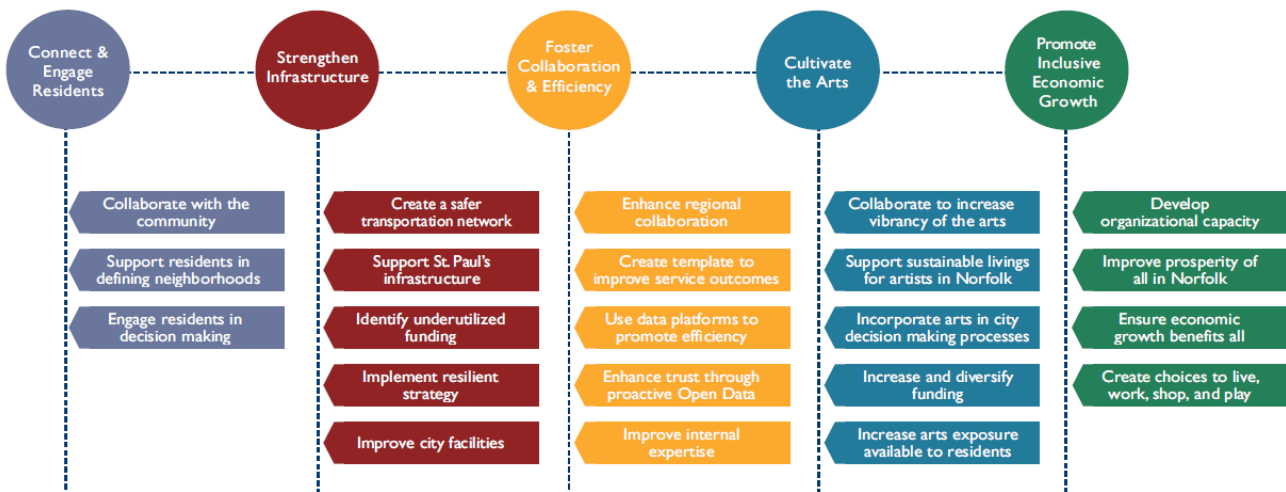 Connect &
Engage
Residents
Strengthen
Infrastructure
Foster
Collaboration
& Efficiency
Cultivate
the Arts
Promote
Inclusive
Economic
Growth
Collaborate with the
community
Support residents in
defining neighborhoods
Engage residents in
decision making
Create a safer
transportation network
Support St. Paul's
infrastructure
Identify underutilized
funding
Implement resilient
strategy
Improve city facilities
Enhance regional
collaboration
Create template to
improve service outcomes
Use data platforms to
promote efficiency
Enhance trust through
proactive Open Data
Improve internal
expertise
Collaborate to increase
vibrancy of the arts
Support sustainable livings
for artists in Norfolk
Incorporate arts in city
decision making processes
Increase and diversify
funding
Increase arts exposure
available to residents
Develop
organizational capacity
Improve prosperity of
all in Norfolk
Ensure economic
growth benefits all
Create choices to live,
work, shop, and play